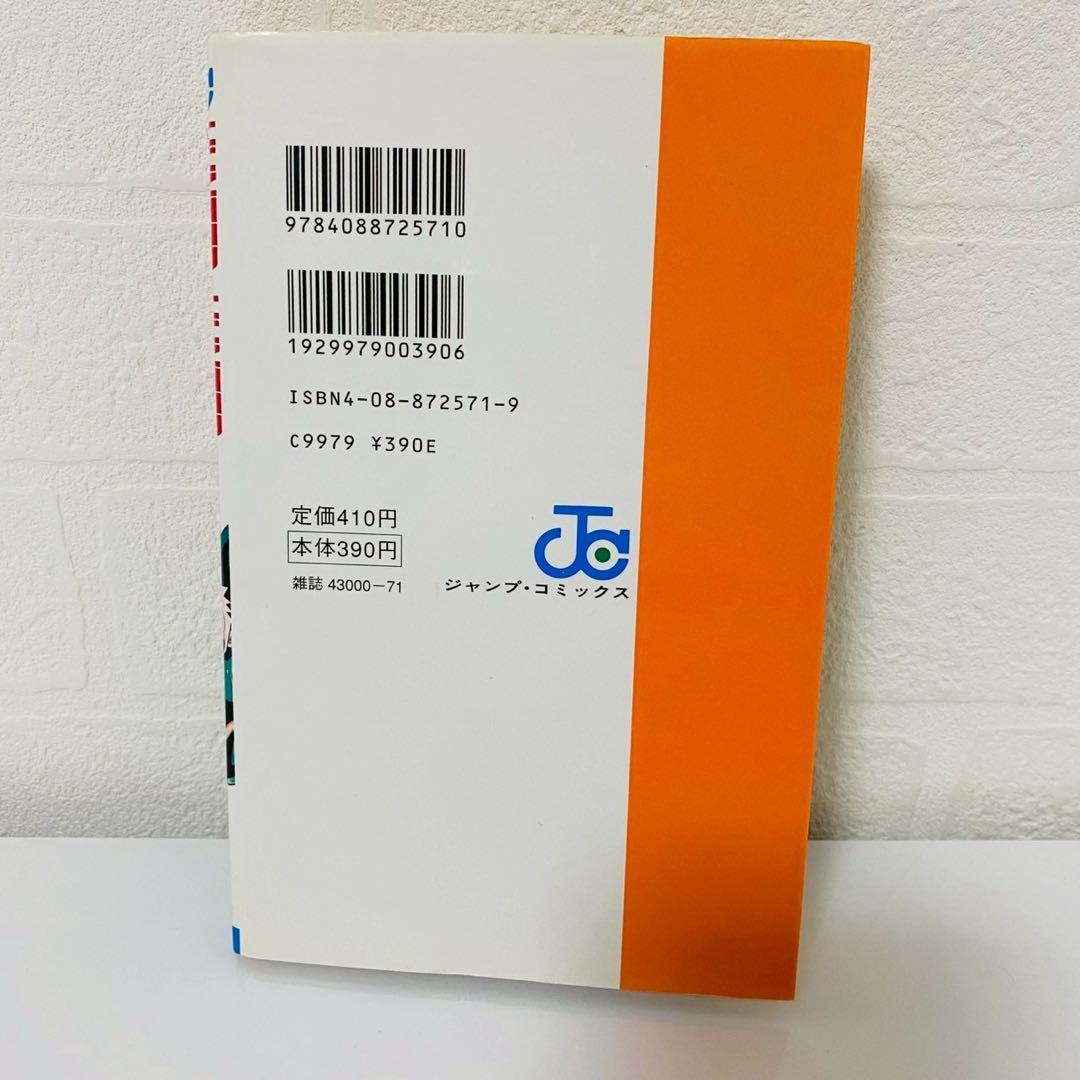 9784088725710
1929979003906
ISBN4-08-872571-9
C9979 ¥390E
定価410円
本体390円
雑誌 43000-71
JC
ジャンプ・コミックス